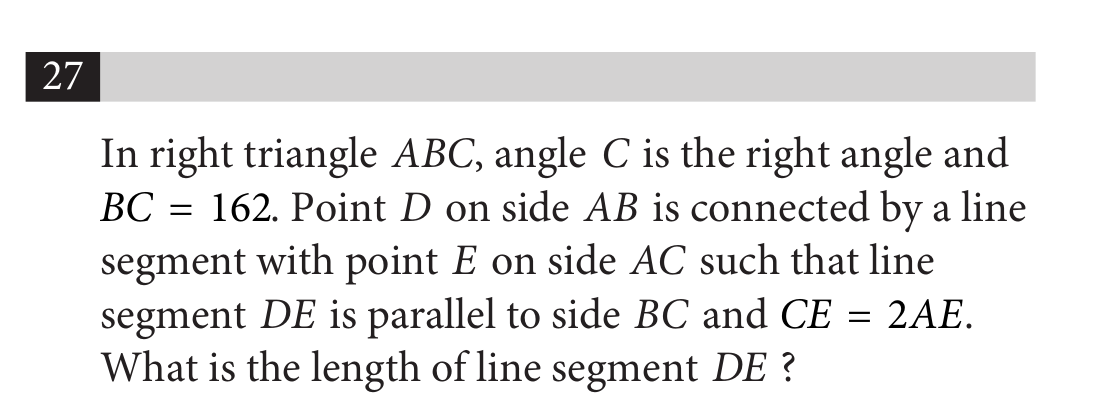 27
In right triangle ABC, angle C is the right angle and
BC = 162. Point D on side AB is connected by a line
segment with point E on side AC such that line
segment DE is parallel to side BC and CE = 2AE.
What is the length of line segment DE ?